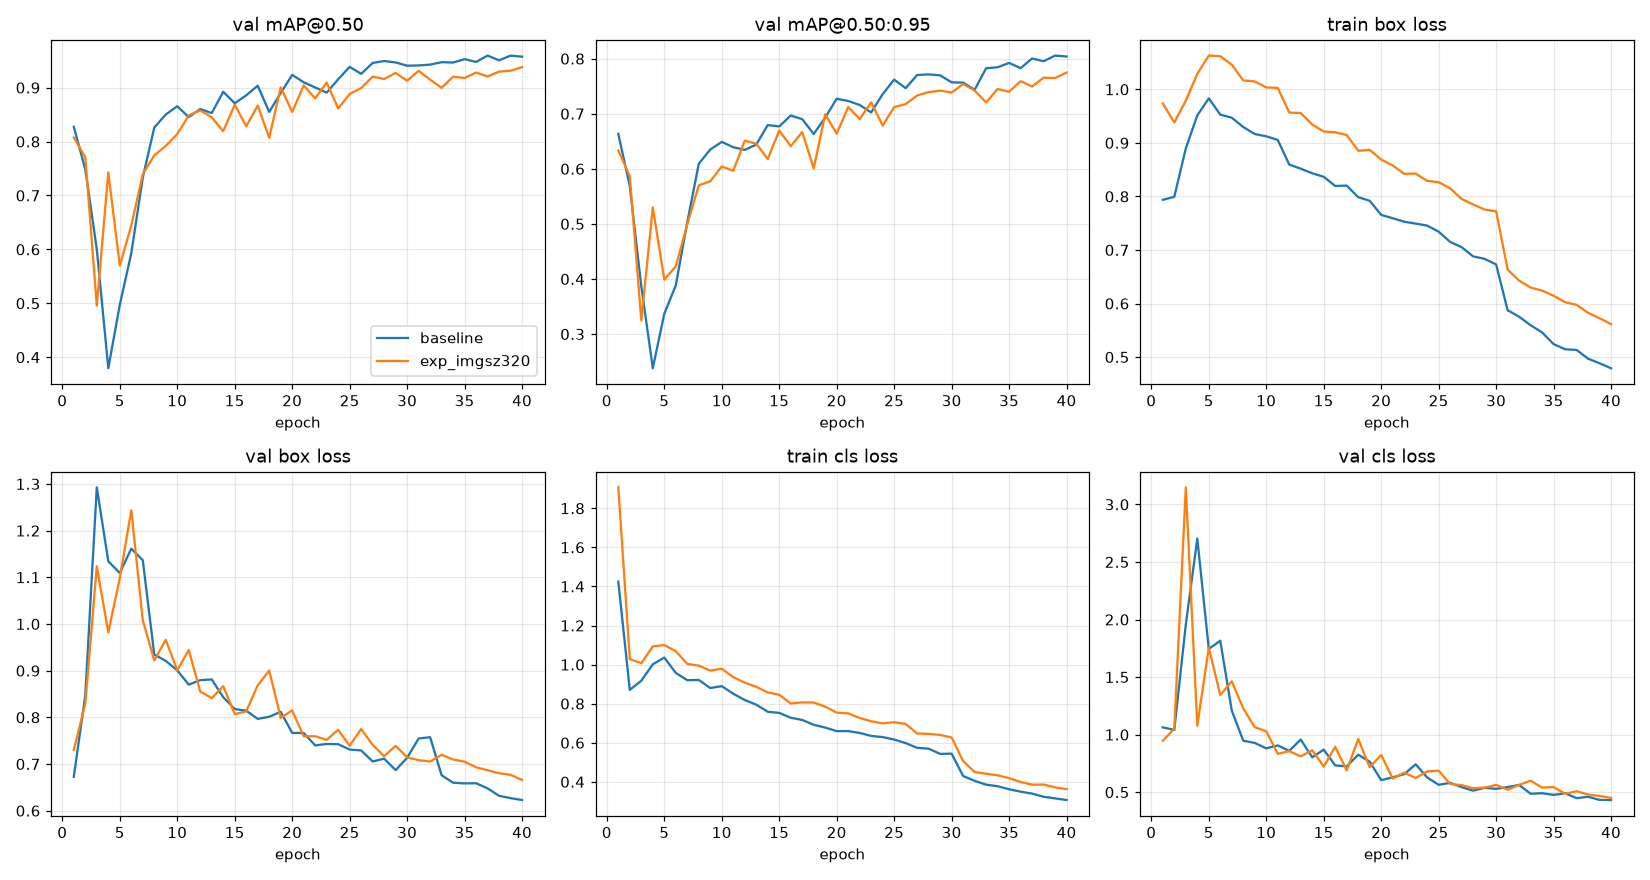 val mAP@0.50
0.9
0.8
0.7
0.6
0.5
0.4
0 5 10 15 20 25 30 35 40
epoch
baseline
exp_imgsz320
val mAP@0.50:0.95
0.8
0.7
0.6
0.5
0.4
0.3
0 5 10 15 20 25 30 35 40
epoch
train box loss
1.0
0.9
0.8
0.7
0.6
0.5
0 5 10 15 20 25 30 35 40
epoch
val box loss
1.3
1.2
1.1
1.0
0.9
0.8
0.7
0.6
0 5 10 15 20 25 30 35 40
epoch
train cls loss
1.8
1.6
1.4
1.2
1.0
0.8
0.6
0.4
0 5 10 15 20 25 30 35 40
epoch
val cls loss
3.0
2.5
2.0
1.5
1.0
0.5
0 5 10 15 20 25 30 35 40
epoch